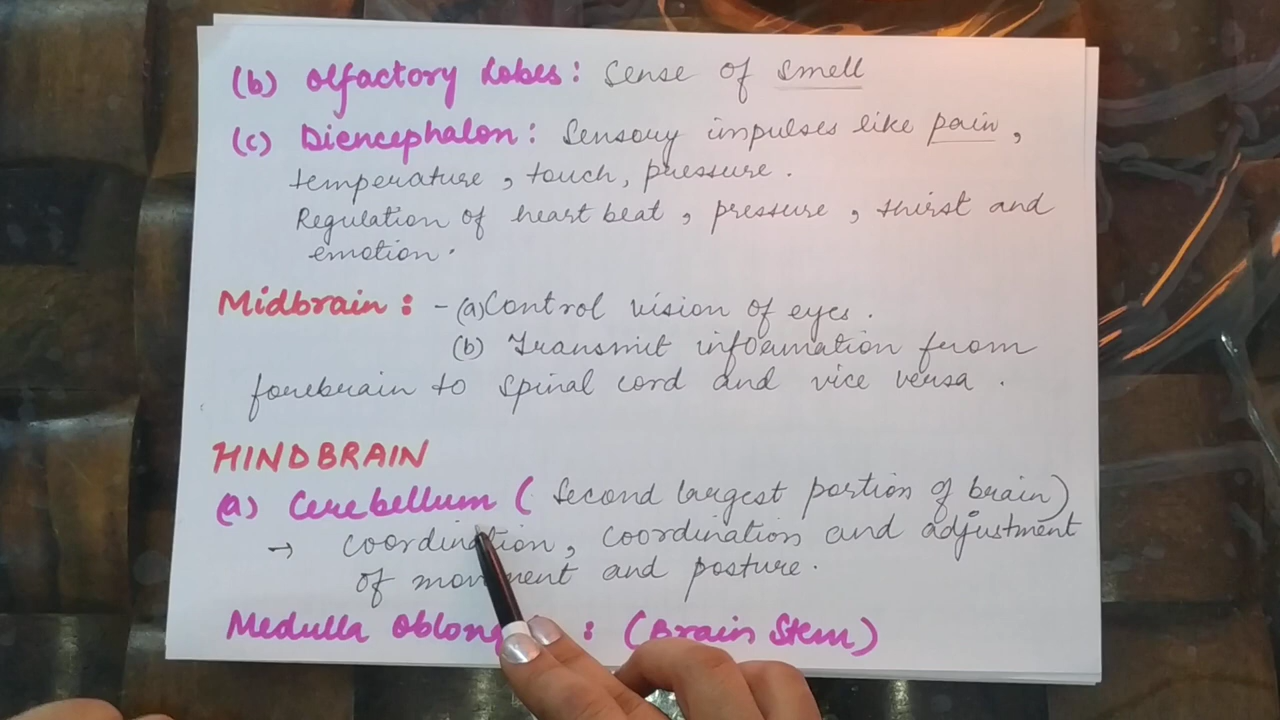 (b) Olfactory Lobes : Sense of smell
(c) Diencephalon : Sensory impulses like pain ,
temperature , touch , pressure .
Regulation of heart beat , pressure , thirst and
emotion .
Midbrain : - (a) Control vision of eyes .
(b) Transmit information from
forebrain to spinal cord and vice versa .
HINDBRAIN
(a) Cerebellum ( Second largest portion of brain )
→ coordination , coordination and adjustment
of movement and posture .
Medulla : (Brain Stem)